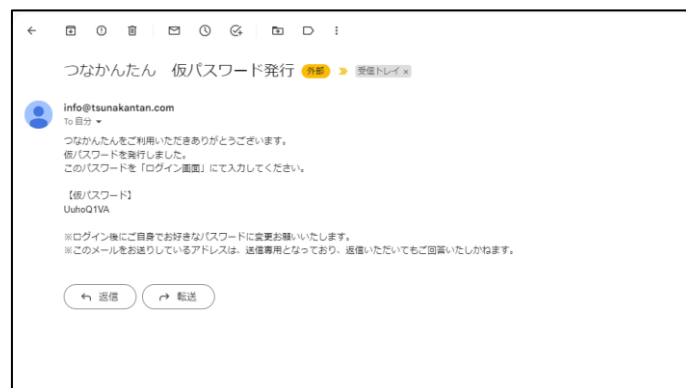 つなかんたん　仮パスワード発行 外部 受信トレイ ×
info@tsunakantan.com
To 自分
つなかんたんをご利用いただきありがとうございます。
仮パスワードを発行しました。
このパスワードを「ログイン画面」にて入力してください。
【仮パスワード】
UuhoQ1VA
※ログイン後にご自身でお好きなパスワードに変更お願いいたします。
※このメールをお送りしているアドレスは、送信専用となっており、返信いただいてもご回答いたしかねます。
返信 転送